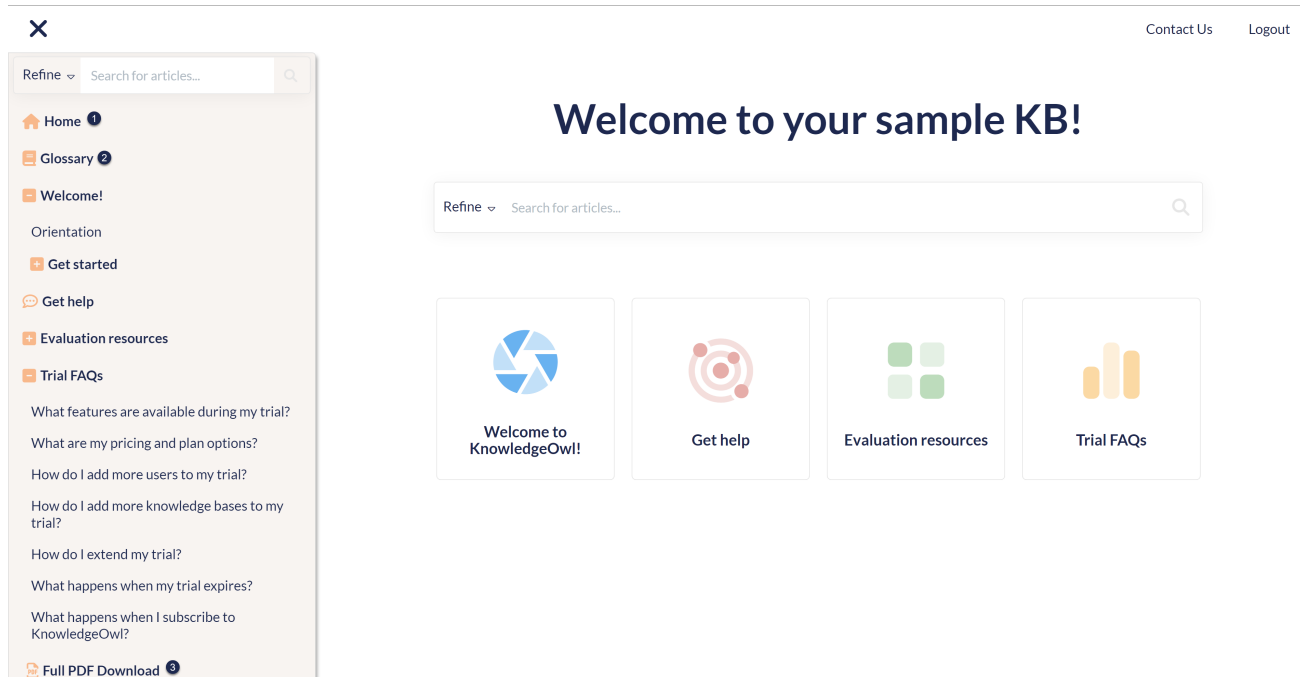 Contact Us
Logout
Refine
Search for articles...
Home 1
Glossary 2
Welcome!
Orientation
Get started
Get help
Evaluation resources
Trial FAQs
What features are available during my trial?
What are my pricing and plan options?
How do I add more users to my trial?
How do I add more knowledge bases to my
trial?
How do I extend my trial?
What happens when my trial expires?
What happens when I subscribe to
KnowledgeOwl?
PDF Full PDF Download 3
Welcome to your sample KB!
Refine
Search for articles...
Welcome to
KnowledgeOwl!
Get help
Evaluation resources
Trial FAQs